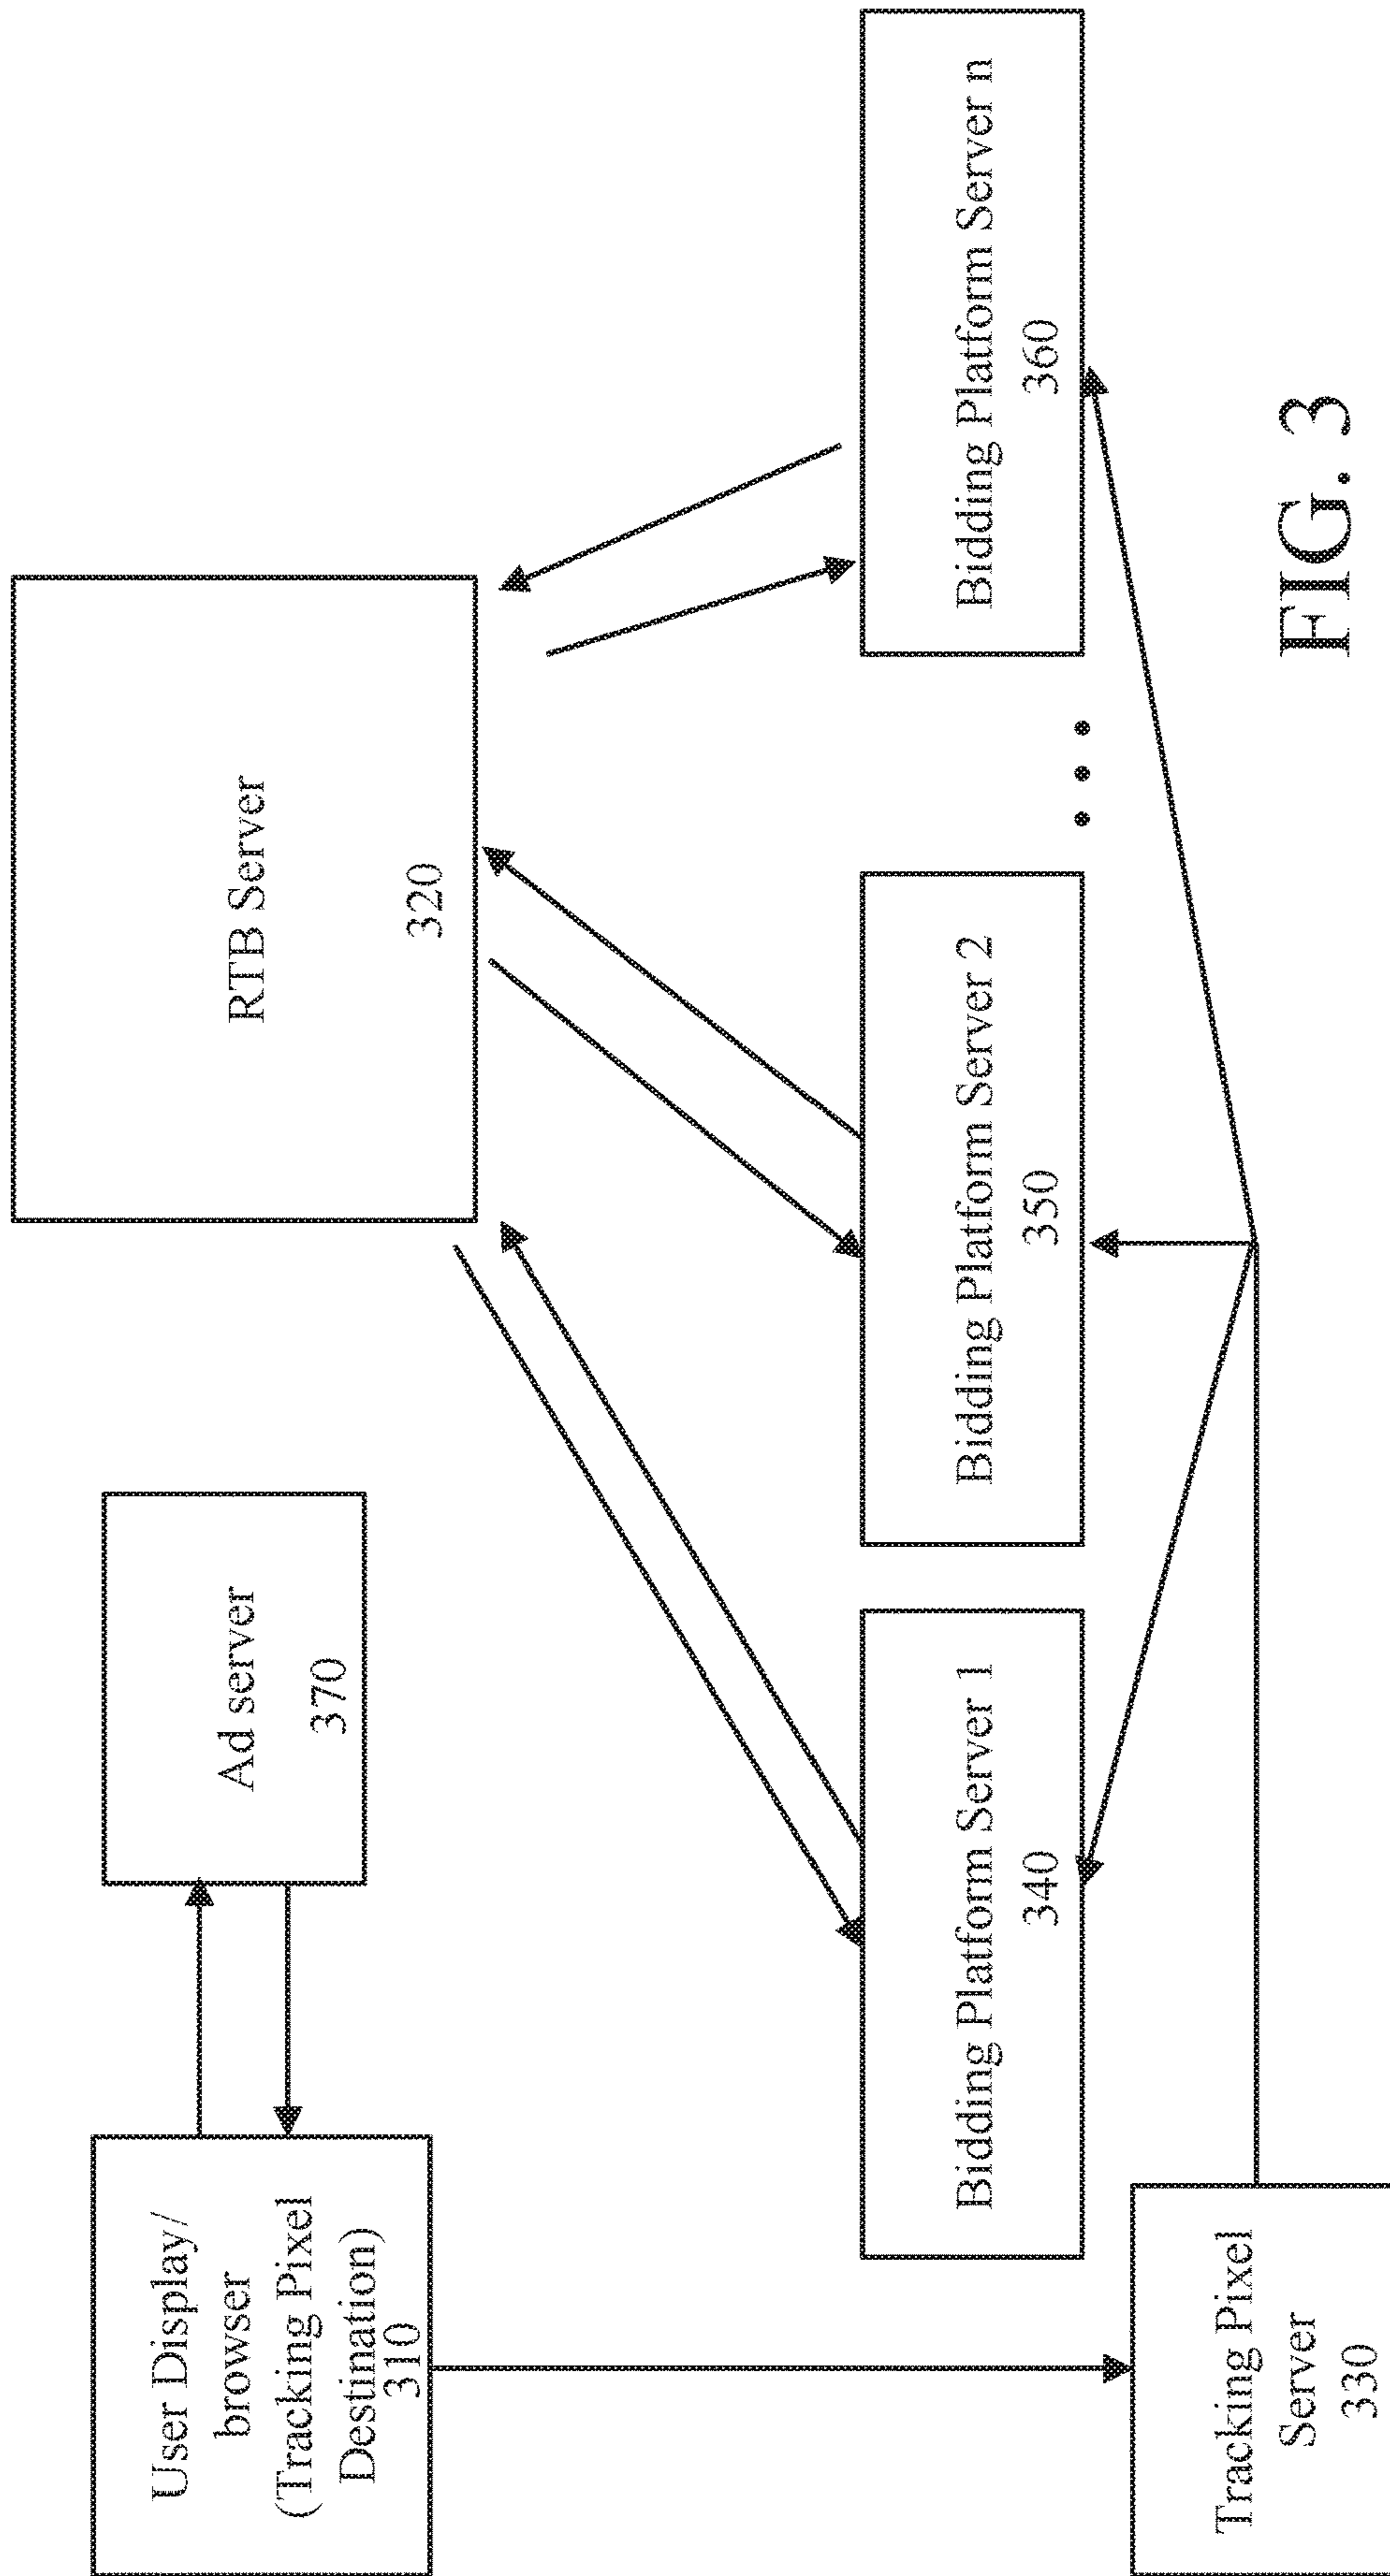 User Display/
browser
(Tracking Pixel
Destination)
310
Ad server
370
RTB Server
320
Bidding Platform Server 1
340
Bidding Platform Server 2
350
Bidding Platform Server n
360
Tracking Pixel
Server
330
FIG. 3